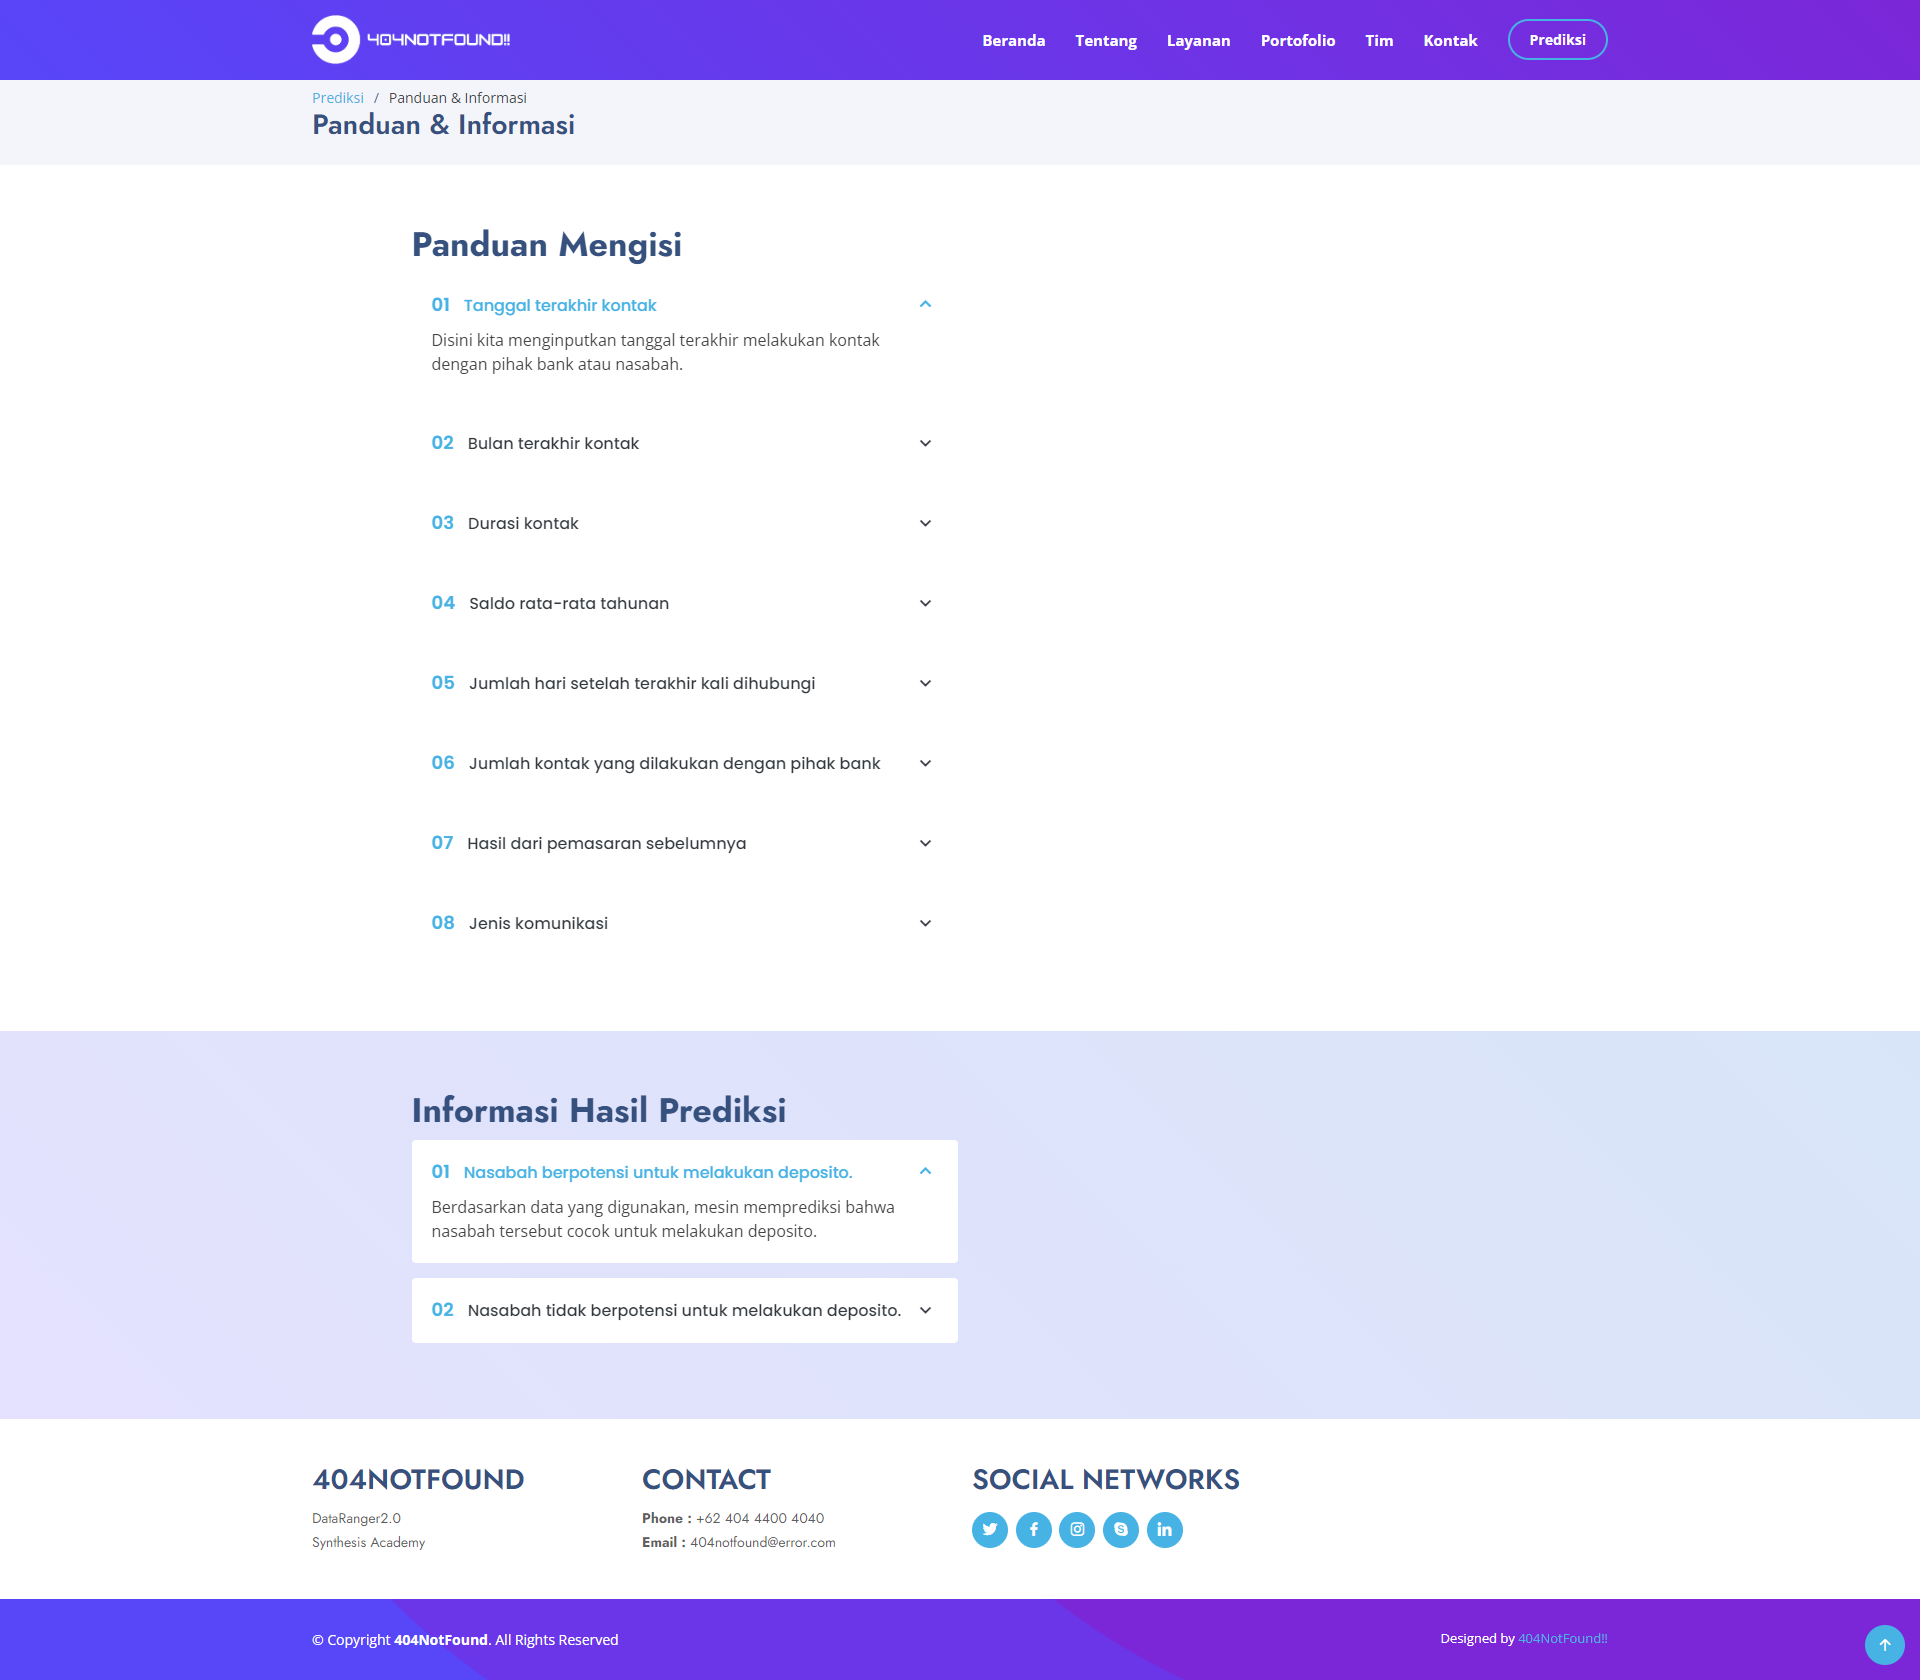 404NOTFOUND!!
Beranda Tentang Layanan Portofolio Tim Kontak Prediksi
Prediksi / Panduan & Informasi
Panduan & Informasi
Panduan Mengisi
01 Tanggal terakhir kontak
Disini kita menginputkan tanggal terakhir melakukan kontak
dengan pihak bank atau nasabah.
02 Bulan terakhir kontak
03 Durasi kontak
04 Saldo rata-rata tahunan
05 Jumlah hari setelah terakhir kali dihubungi
06 Jumlah kontak yang dilakukan dengan pihak bank
07 Hasil dari pemasaran sebelumnya
08 Jenis komunikasi
Informasi Hasil Prediksi
01 Nasabah berpotensi untuk melakukan deposito.
Berdasarkan data yang digunakan, mesin memprediksi bahwa
nasabah tersebut cocok untuk melakukan deposito.
02 Nasabah tidak berpotensi untuk melakukan deposito.
404NOTFOUND
DataRanger2.0
Synthesis Academy
CONTACT
Phone : +62 404 4400 4040
Email : 404notfound@error.com
SOCIAL NETWORKS
© Copyright 404NotFound. All Rights Reserved
Designed by 404NotFound!!